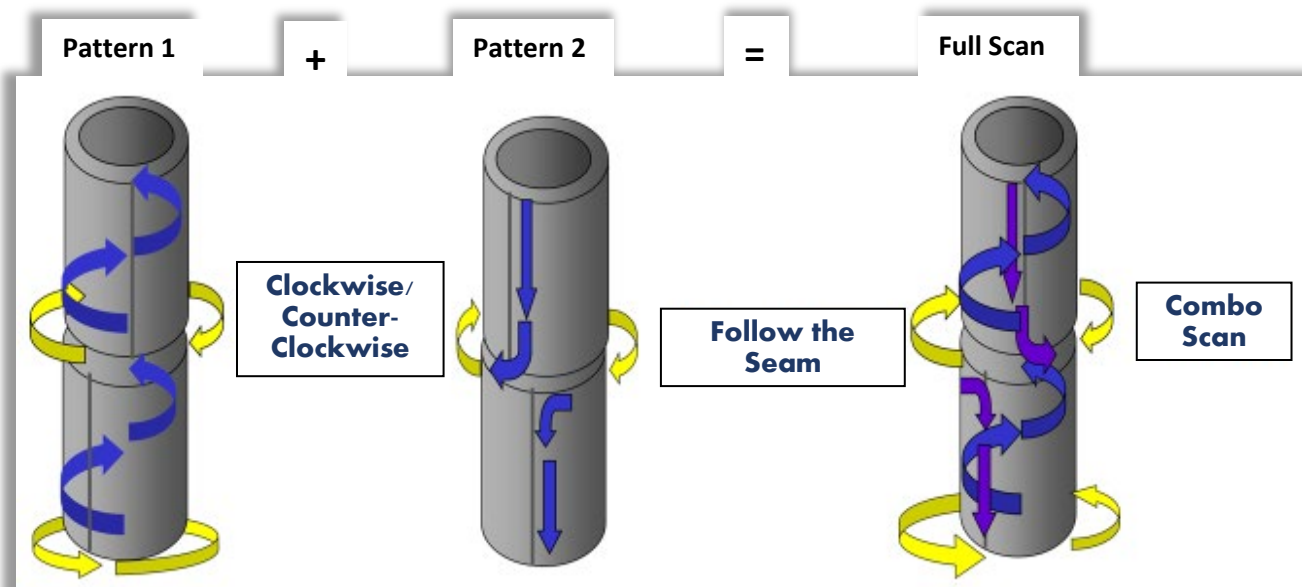 Pattern 1
+
Pattern 2
=
Full Scan
Clockwise/
Counter-
Clockwise
Follow the
Seam
Combo
Scan